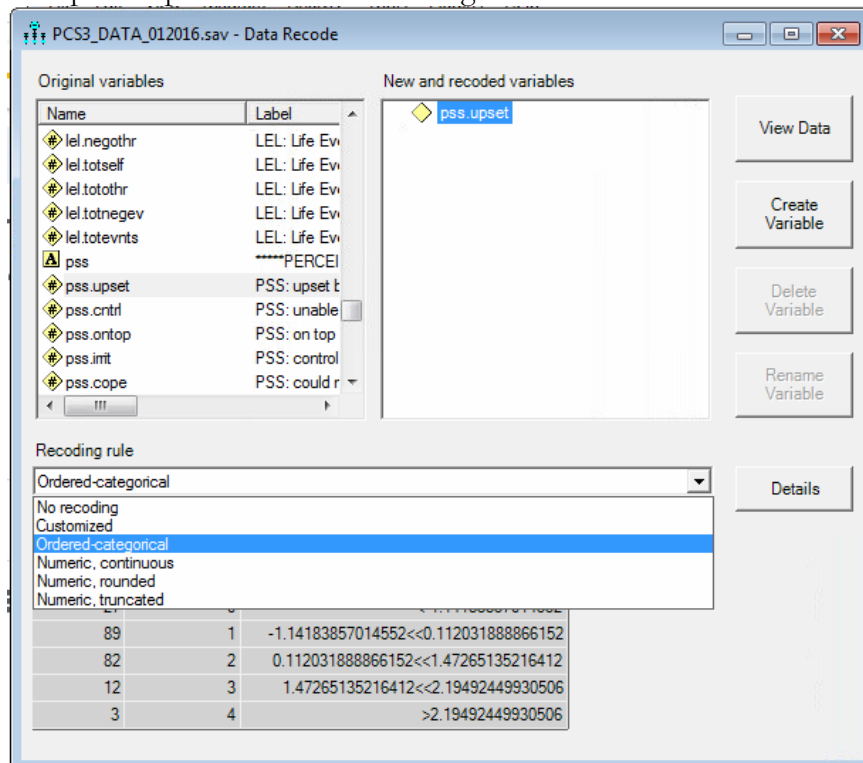 PCS3_DATA_012016.sav - Data Recode
Original variables
New and recoded variables
Name Label
lel.negothr LEL: Life Ev
lel.totself LEL: Life Ev
lel.totothr LEL: Life Ev
lel.totnegev LEL: Life Ev
lel.totevnts LEL: Life Ev
A pss *****PERCEI
pss.upset PSS: upset b
pss.cntrl PSS: unable
pss.ontop PSS: on top
pss.irrit PSS: control
pss.cope PSS: could r
pss.upset
View Data
Create
Variable
Delete
Variable
Rename
Variable
Recoding rule
Ordered-categorical
Details
No recoding
Customized
Ordered-categorical
Numeric, continuous
Numeric, rounded
Numeric, truncated
89 1 -1.14183857014552<<0.112031888866152
82 2 0.112031888866152<<1.47265135216412
12 3 1.47265135216412<<2.19492449930506
3 4 >2.19492449930506